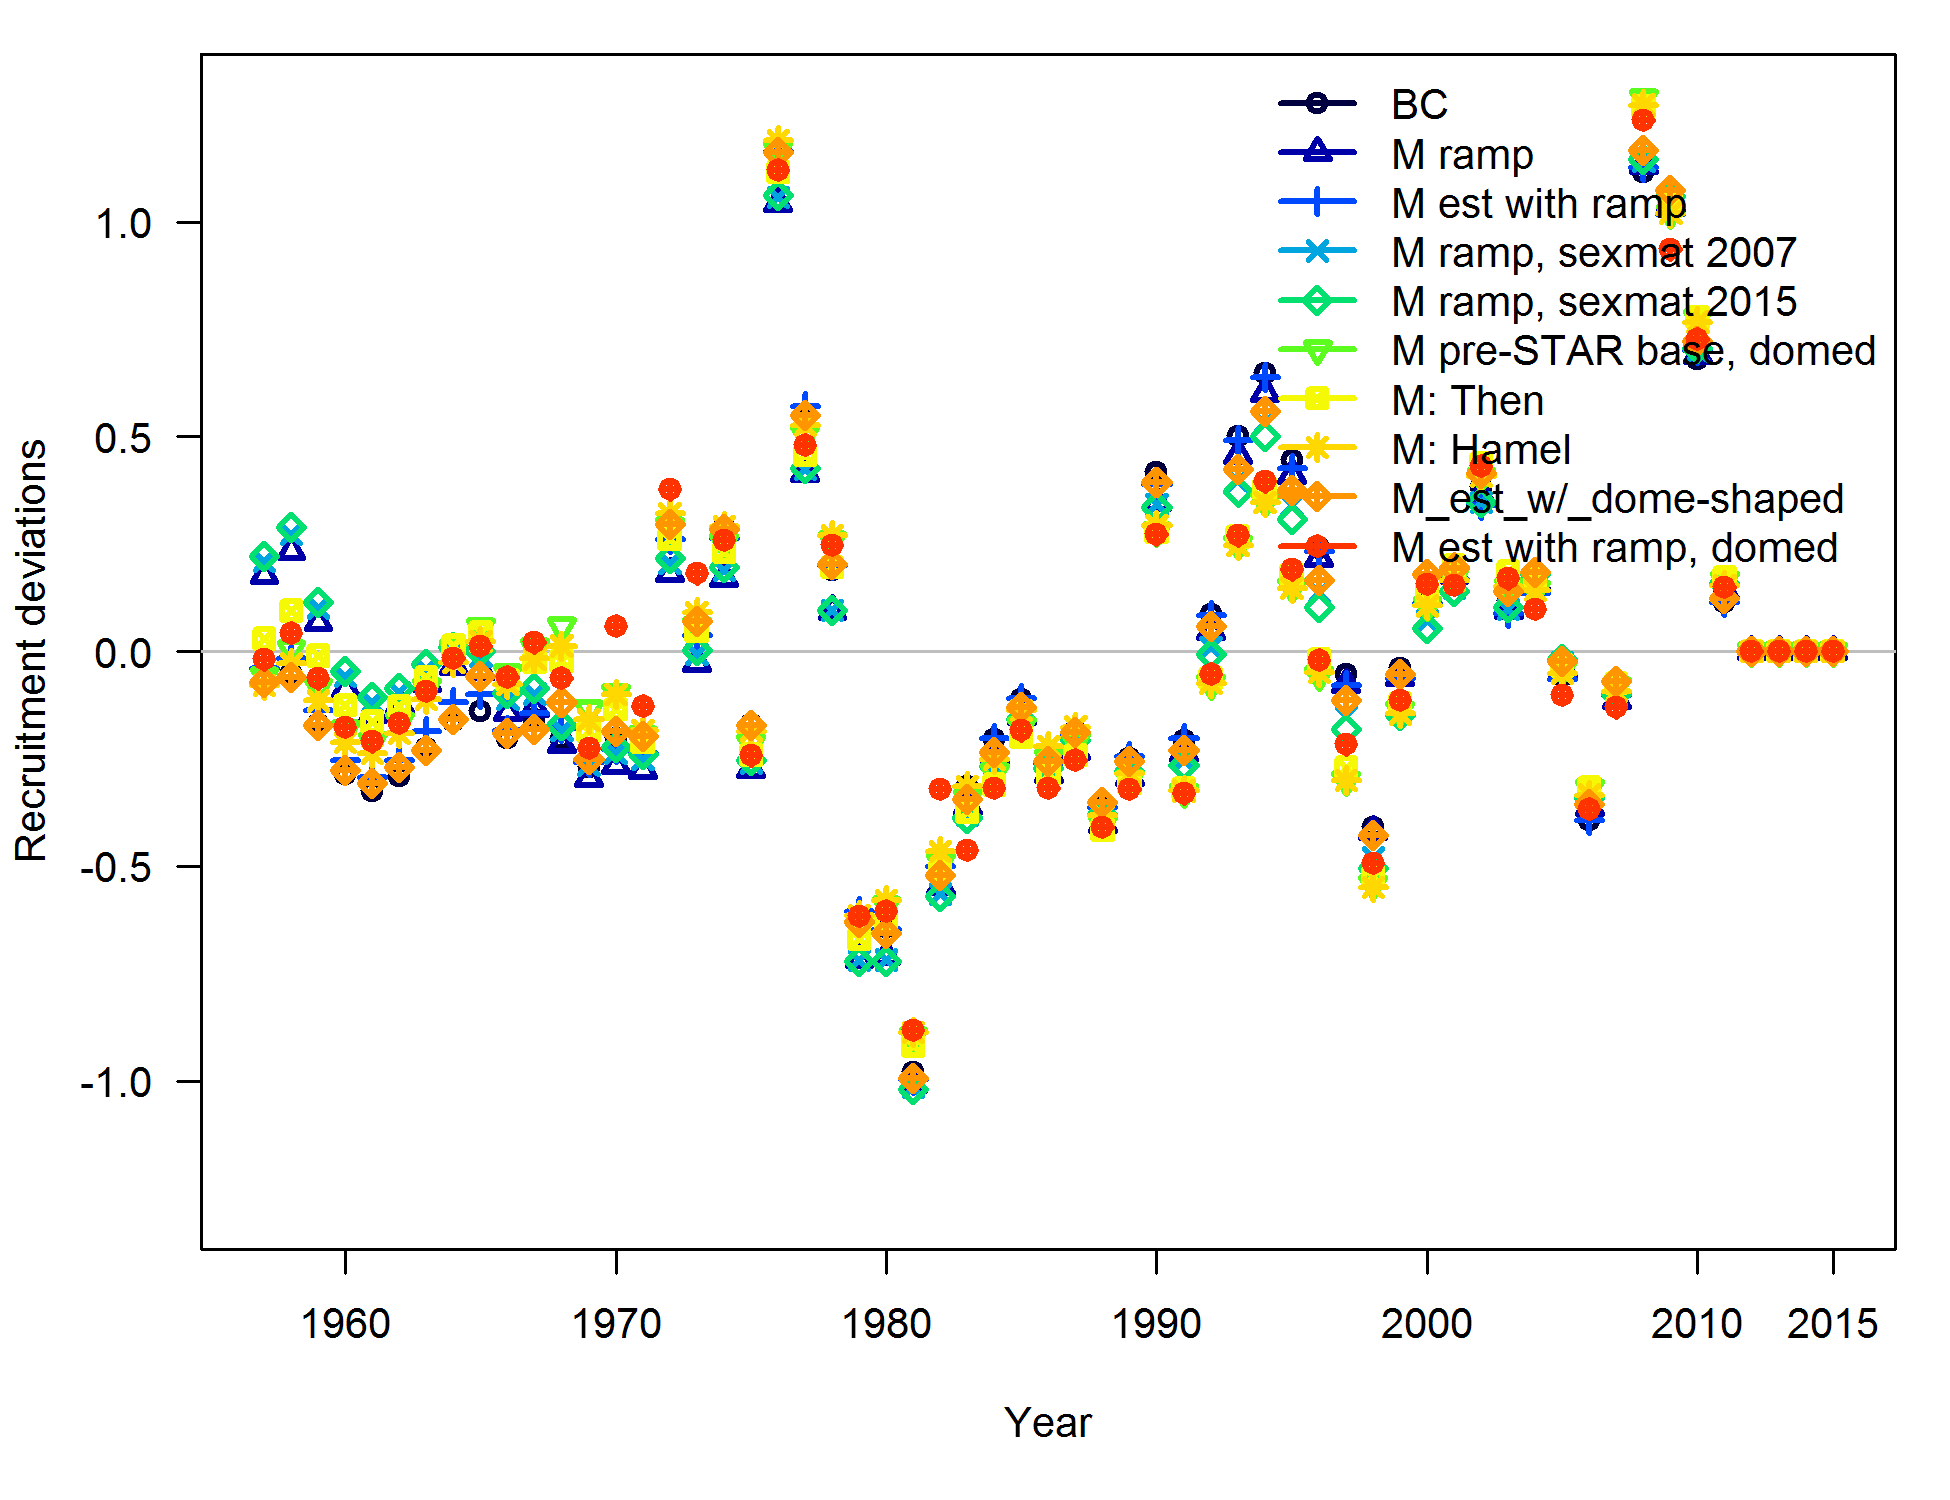 BC
M ramp
M est with ramp
M ramp, sexmat 2007
M ramp, sexmat 2015
M pre-STAR base, domed
M: Then
M: Hamel
M_est_w/_dome-shaped
M est with ramp, domed
Recruitment deviations
1.0
0.5
0.0
-0.5
-1.0
1960 1970 1980 1990 2000 2010 2015
Year